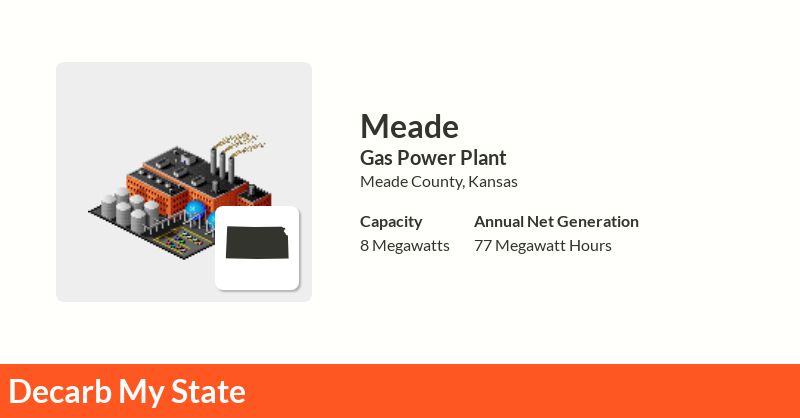 Meade
Gas Power Plant
Meade County, Kansas
Capacity
8 Megawatts
Annual Net Generation
77 Megawatt Hours
Decarb My State